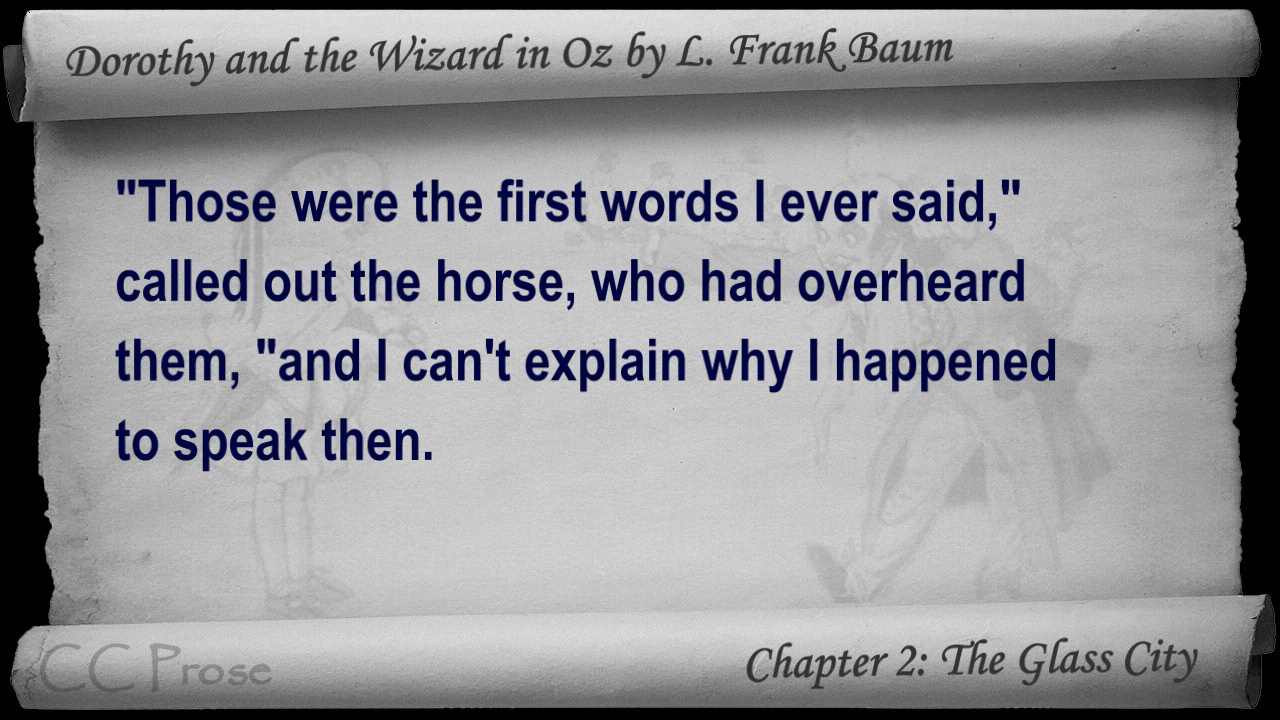 Dorothy and the Wizard in Oz by L. Frank Baum
"Those were the first words I ever said,"
called out the horse, who had overheard
them, "and I can't explain why I happened
to speak then.
CC Prose
Chapter 2: The Glass City